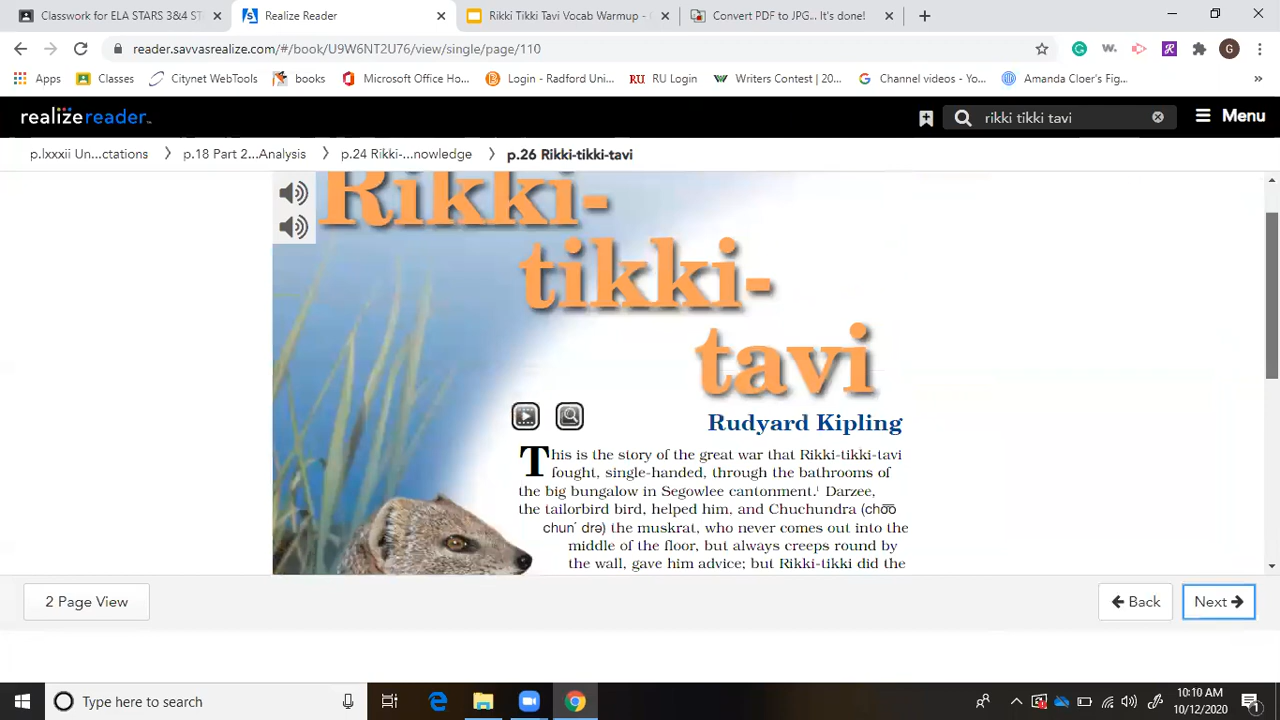 Classwork for ELA STARS 3&4 ST
Realize Reader
Rikki Tikki Tavi Vocab Warmup -
Convert PDF to JPG... It's done!
reader.savvasrealize.com/#/book/U9W6NT2U76/view/single/page/110
Apps Classes Citynet WebTools books Microsoft Office Ho... Login - Radford Uni... RU Login Writers Contest | 20... Channel videos - Yo... Amanda Cloer's Fig... »
realizereader™ rikki tikki tavi Menu
p.lxxxii Un...ctations p.18 Part 2...Analysis p.24 Rikki-...nowledge p.26 Rikki-tikki-tavi
Rikki-
tikki-
tavi
Rudyard Kipling
This is the story of the great war that Rikki-tikki-tavi
fought, single-handed, through the bathrooms of
the big bungalow in Segowlee cantonment.¹ Darzee,
the tailorbird bird, helped him, and Chuchundra (cho͞o
chun´ drə) the muskrat, who never comes out into the
middle of the floor, but always creeps round by
the wall, gave him advice; but Rikki-tikki did the
2 Page View Back Next
Type here to search
10:10 AM
10/12/2020
1